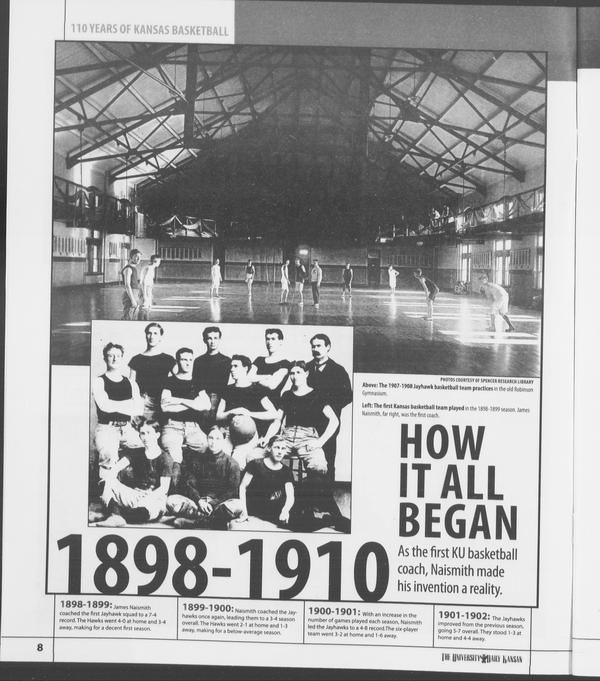 110 YEARS OF KANSAS BASKETBALL
PHOTOS COURTESY OF SPENCER RESEARCH LIBRARY
Above: The 1907-1908 Jayhawk basketball team practices in the old Robinson
Gymnasium.
Left: The first Kansas basketball team played in the 1898-1899 season. James
Naismith, far right, was the first coach.
HOW
IT ALL
BEGAN
As the first KU basketball
coach, Naismith made
his invention a reality.
1898-1910
1898-1899: James Naismith
coached the first Jayhawk squad to a 7-4
record. The Hawks went 4-0 at home and 3-4
away, making for a decent first season.
1899-1900: Naismith coached the Jay-
hawks once again, leading them to a 3-4 season
overall. The Hawks went 2-1 at home and 1-3
away, making for a below-average season.
1900-1901: With an increase in the
number of games played each season, Naismith
led the Jayhawks to a 4-8 record.The six-player
team went 3-2 at home and 1-6 away.
1901-1902: The Jayhawks
improved from the previous season,
going 5-7 overall. They stood 1-3 at
home and 4-4 away.
8
THE UNIVERSITY DAILY KANSAN